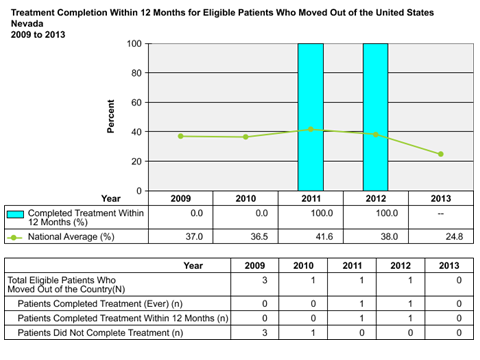 Treatment Completion Within 12 Months for Eligible Patients Who Moved Out of the United States
Nevada
2009 to 2013
100
80
60
40
20
0
Percent
Year 2009 2010 2011 2012 2013
Completed Treatment Within 12 Months (%) 0.0 0.0 100.0 100.0 --
National Average (%) 37.0 36.5 41.6 38.0 24.8
Year 2009 2010 2011 2012 2013
Total Eligible Patients Who
Moved Out of the Country(N) 3 1 1 1 0
Patients Completed Treatment (Ever) (n) 0 0 1 1 0
Patients Completed Treatment Within 12 Months (n) 0 0 1 1 0
Patients Did Not Complete Treatment (n) 3 1 0 0 0